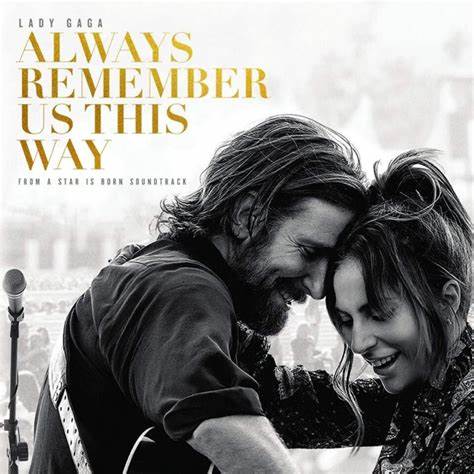 LADY GAGA
ALWAYS
REMEMBER
US THIS
WAY
FROM A STAR IS BORN SOUNDTRACK